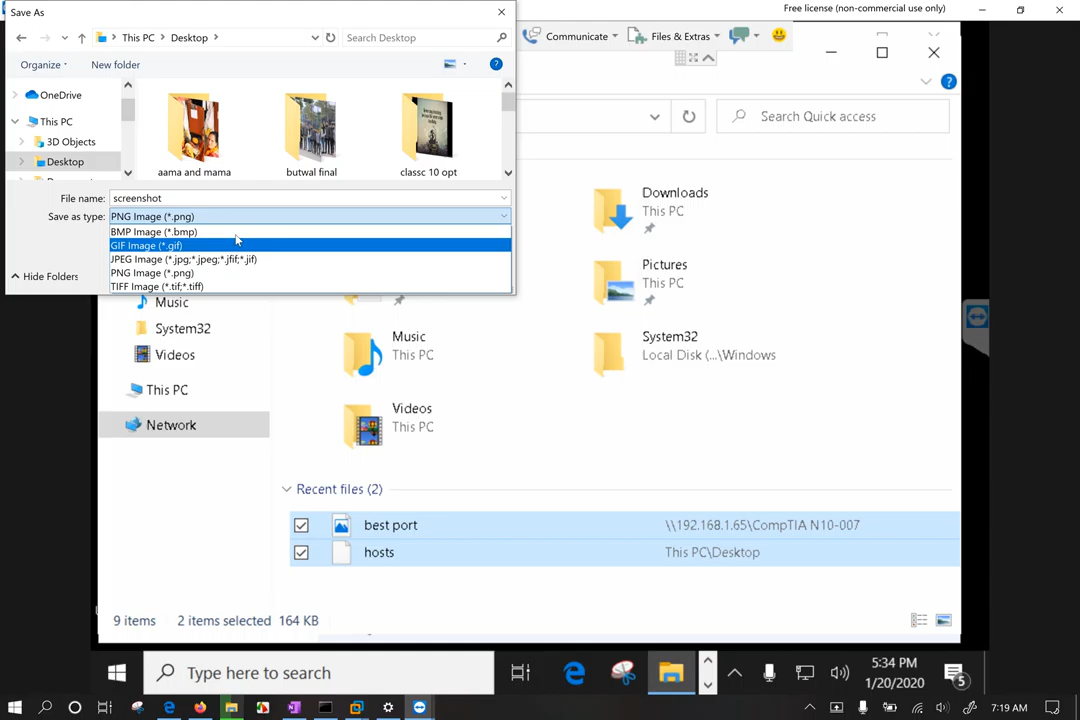 Save As
Free license (non-commercial use only)
This PC
Desktop
Search Desktop
Communicate
Files & Extras
Organize
New folder
OneDrive
This PC
3D Objects
Desktop
aama and mama
butwal final
classc 10 opt
Search Quick access
File name:
screenshot
Save as type:
PNG Image (*.png)
BMP Image (*.bmp)
GIF Image (*.gif)
JPEG Image (*.jpg;*.jpeg;*.jfif;*.jif)
PNG Image (*.png)
TIFF Image (*.tif;*.tiff)
Hide Folders
Downloads
This PC
Pictures
This PC
Music
System32
Videos
This PC
Network
Music
This PC
System32
Local Disk (...\Windows
Videos
This PC
Recent files (2)
best port
\\192.168.1.65\CompTIA N10-007
hosts
This PC\Desktop
9 items
2 items selected
164 KB
Type here to search
5:34 PM
1/20/2020
5
7:19 AM